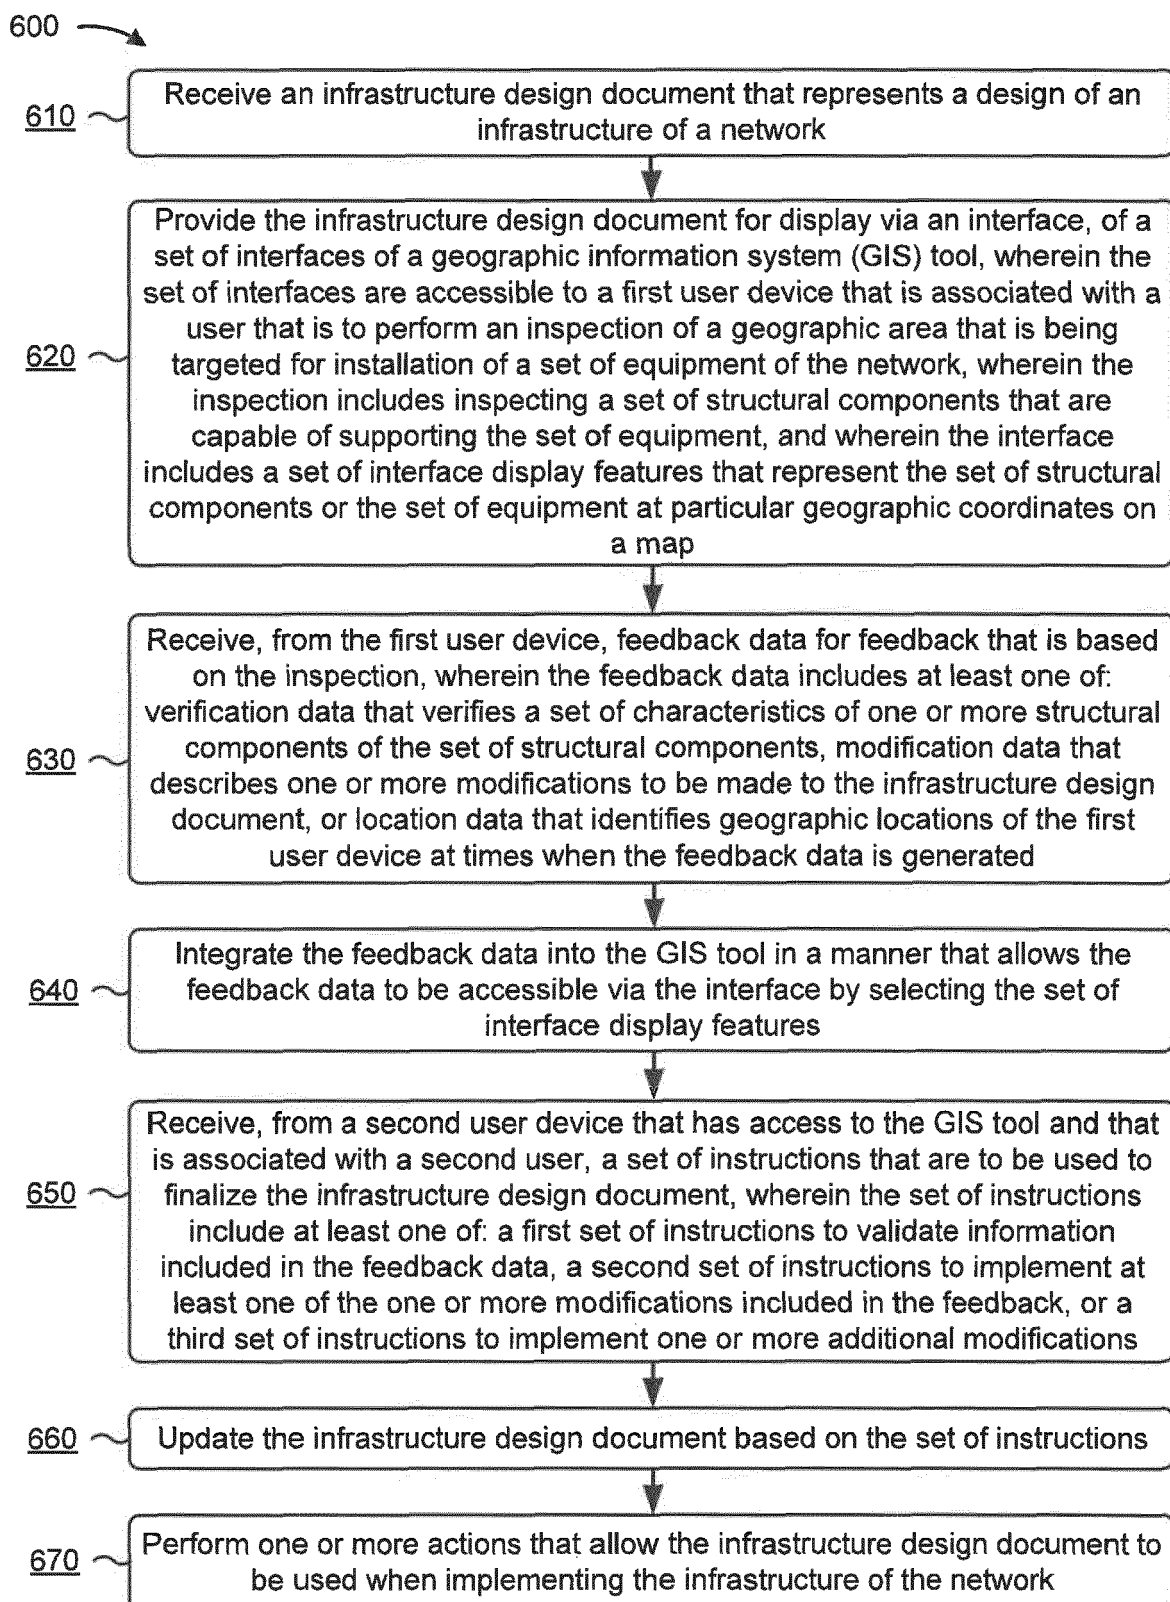 600
610
Receive an infrastructure design document that represents a design of an
infrastructure of a network
620
Provide the infrastructure design document for display via an interface, of a
set of interfaces of a geographic information system (GIS) tool, wherein the
set of interfaces are accessible to a first user device that is associated with a
user that is to perform an inspection of a geographic area that is being
targeted for installation of a set of equipment of the network, wherein the
inspection includes inspecting a set of structural components that are
capable of supporting the set of equipment, and wherein the interface
includes a set of interface display features that represent the set of structural
components or the set of equipment at particular geographic coordinates on
a map
630
Receive, from the first user device, feedback data for feedback that is based
on the inspection, wherein the feedback data includes at least one of:
verification data that verifies a set of characteristics of one or more structural
components of the set of structural components, modification data that
describes one or more modifications to be made to the infrastructure design
document, or location data that identifies geographic locations of the first
user device at times when the feedback data is generated
640
Integrate the feedback data into the GIS tool in a manner that allows the
feedback data to be accessible via the interface by selecting the set of
interface display features
650
Receive, from a second user device that has access to the GIS tool and that
is associated with a second user, a set of instructions that are to be used to
finalize the infrastructure design document, wherein the set of instructions
include at least one of: a first set of instructions to validate information
included in the feedback data, a second set of instructions to implement at
least one of the one or more modifications included in the feedback, or a
third set of instructions to implement one or more additional modifications
660
Update the infrastructure design document based on the set of instructions
670
Perform one or more actions that allow the infrastructure design document to
be used when implementing the infrastructure of the network